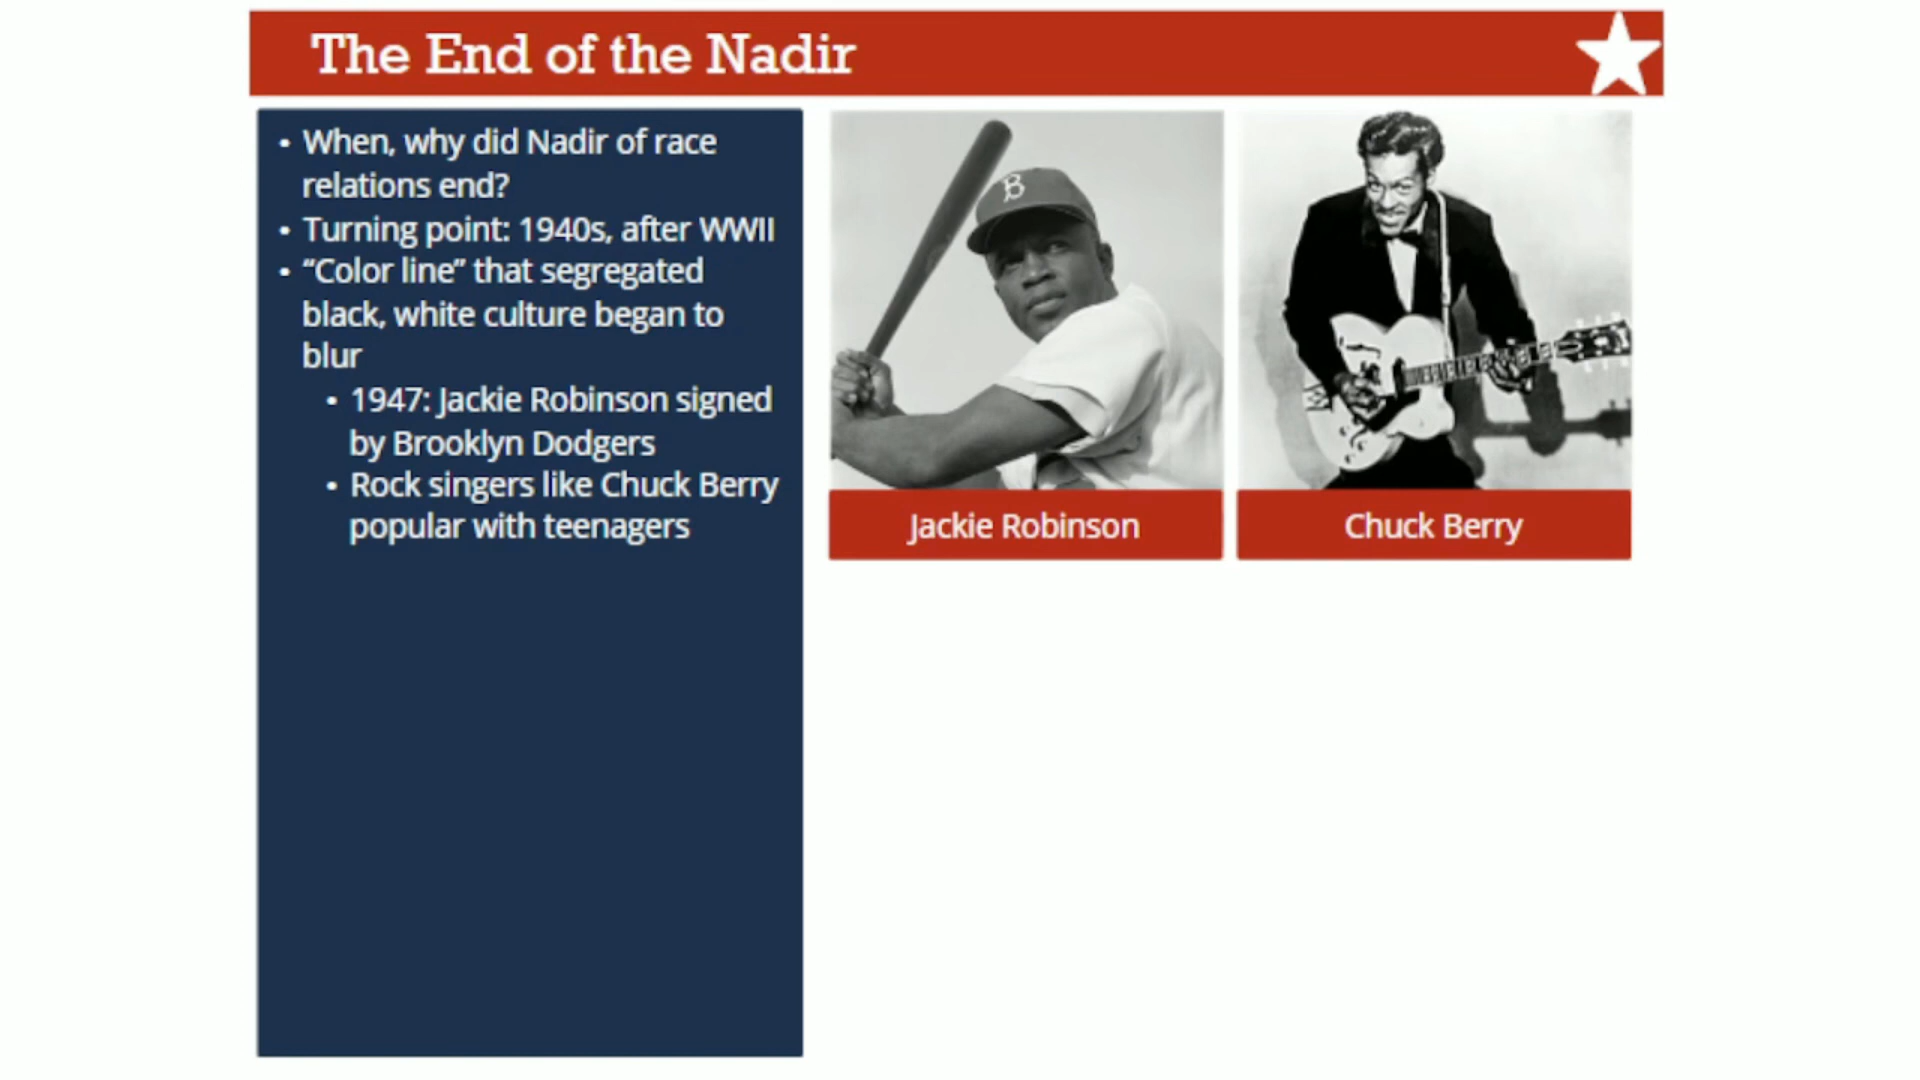 The End of the Nadir
• When, why did Nadir of race
relations end?
• Turning point: 1940s, after WWII
• “Color line” that segregated
black, white culture began to
blur
• 1947: Jackie Robinson signed
by Brooklyn Dodgers
• Rock singers like Chuck Berry
popular with teenagers
B
Jackie Robinson
Chuck Berry